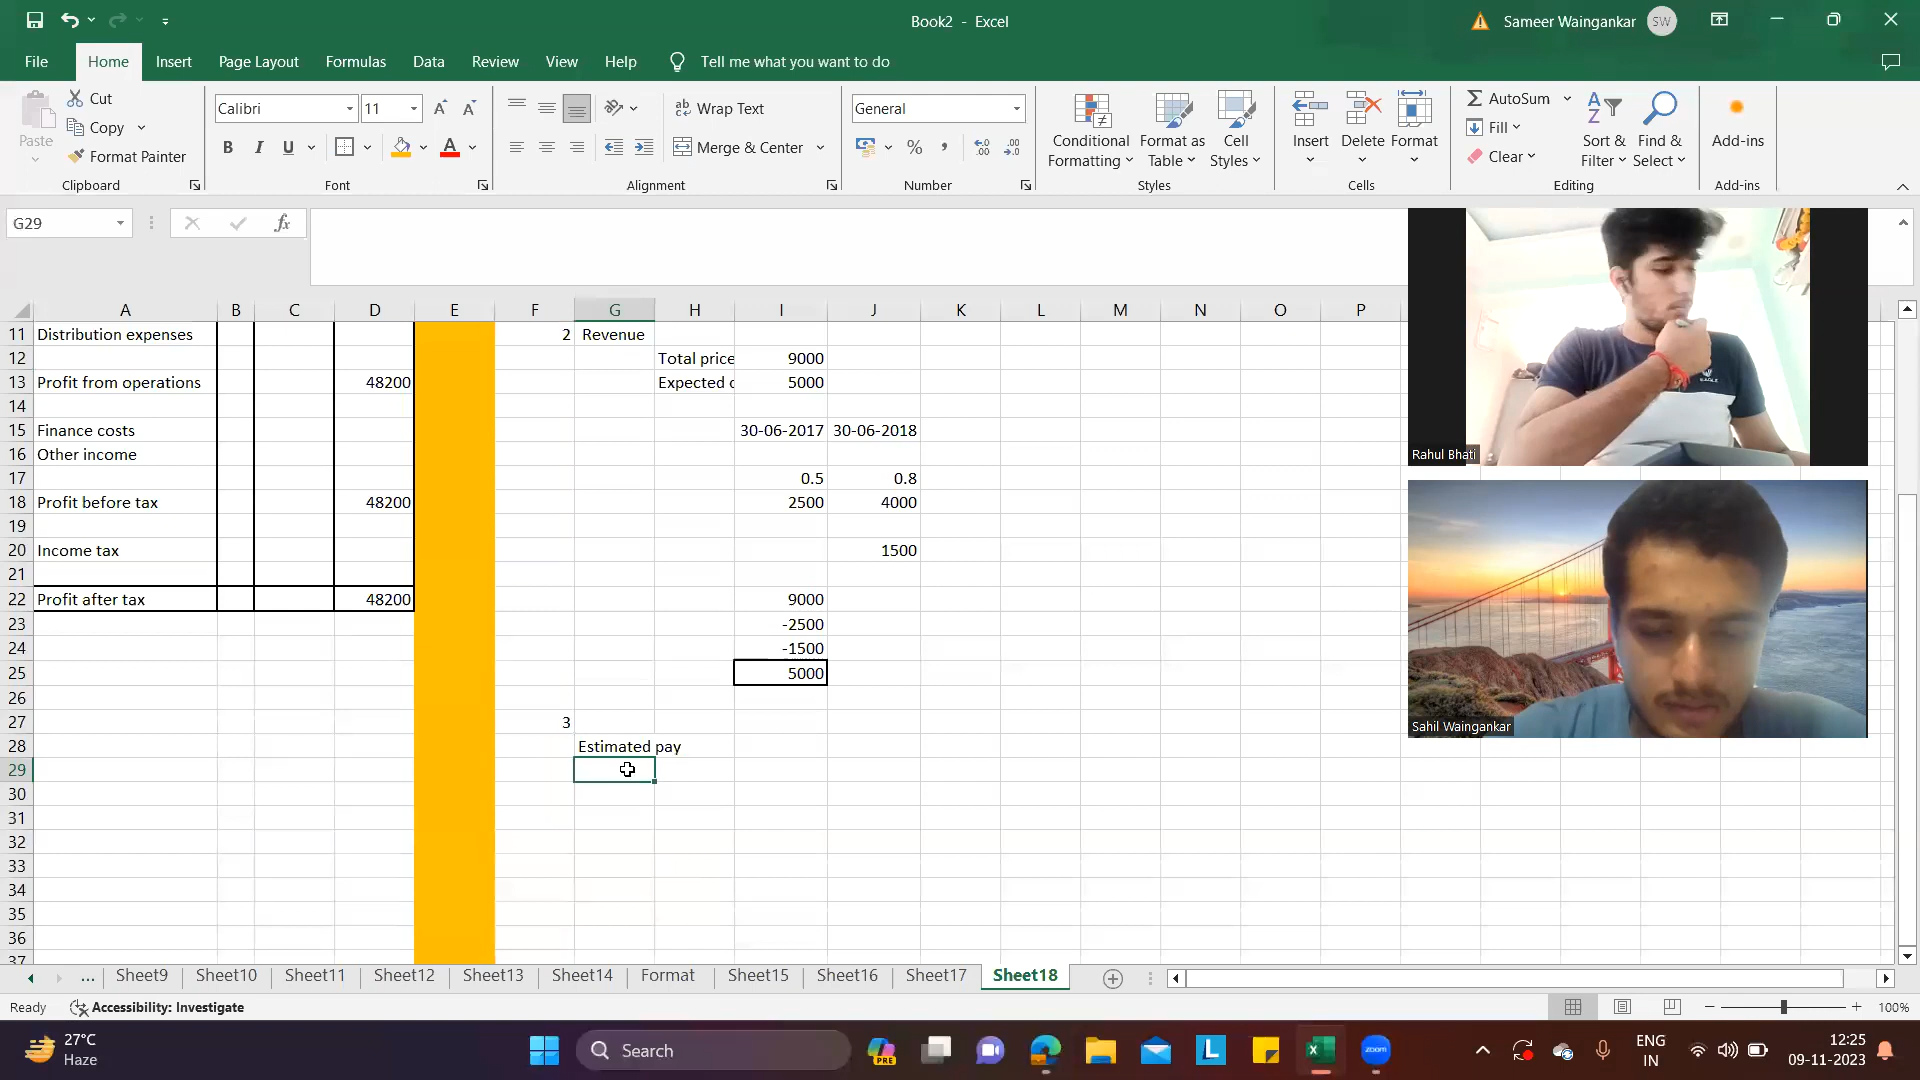 Book2 - Excel
Sameer Waingankar
SW
File
Home
Insert
Page Layout
Formulas
Data
Review
View
Help
Tell me what you want to do
Paste
Cut
Copy
Format Painter
Clipboard
Calibri
11
B I U
A
Font
ab Wrap Text
Merge & Center
Alignment
General
%
Number
Conditional Formatting
Format as Table
Cell Styles
Styles
Insert
Delete
Format
Cells
AutoSum
Fill
Clear
Sort & Filter
Find & Select
Editing
Add-ins
Add-ins
G29
fx
A B C D E F G H I J K L M N O P
11 Distribution expenses 2 Revenue
12 Total price 9000
13 Profit from operations 48200 Expected c 5000
14
15 Finance costs 30-06-2017 30-06-2018
16 Other income
17 0.5 0.8
18 Profit before tax 48200 2500 4000
19
20 Income tax 1500
21
22 Profit after tax 48200 9000
23 -2500
24 -1500
25 5000
26
27 3
28 Estimated pay
29
30
31
32
33
34
35
36
37
Rahul Bhati
EAGLE
Sahil Waingankar
... Sheet9 Sheet10 Sheet11 Sheet12 Sheet13 Sheet14 Format Sheet15 Sheet16 Sheet17 Sheet18
Ready
Accessibility: Investigate
100%
27°C
Haze
Search
PRE
L
zoom
ENG
IN
12:25
09-11-2023